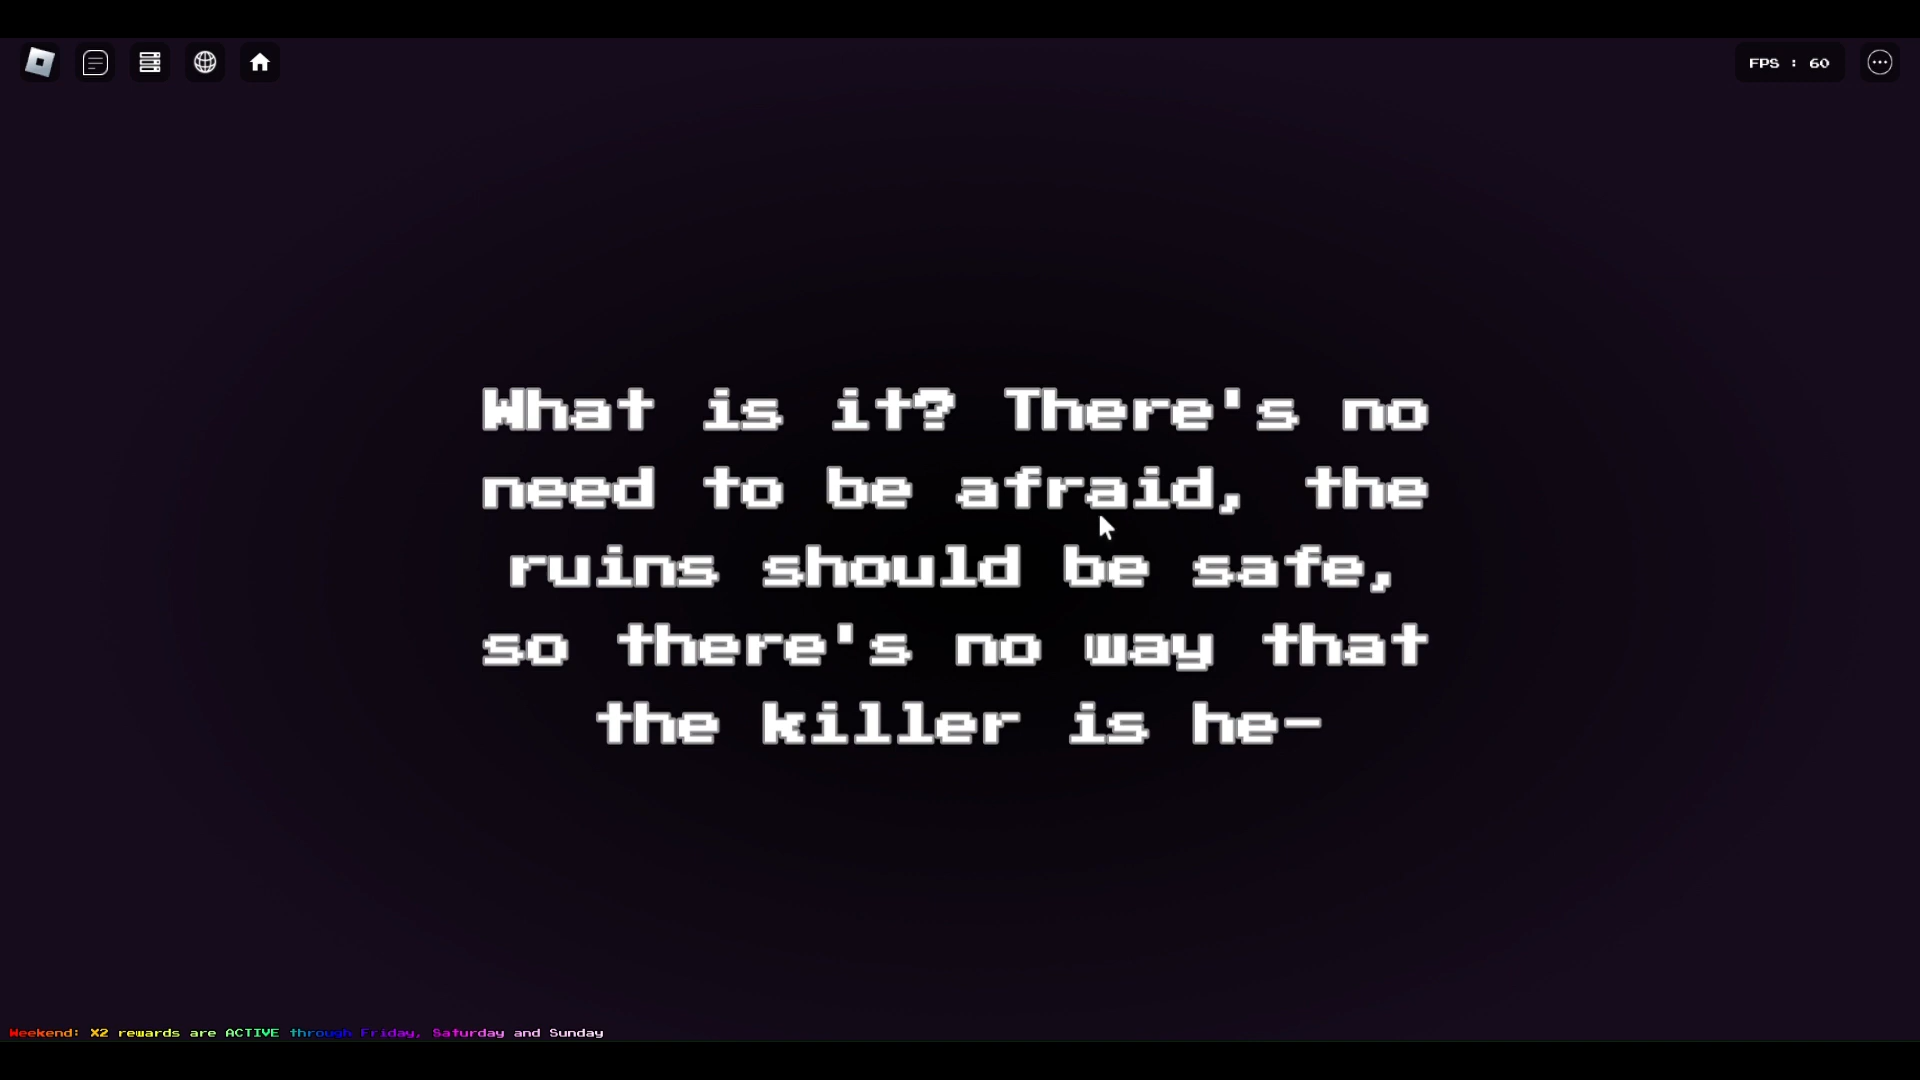 FPS : 60
What is it? There's no
need to be afraid, the
ruins should be safe,
so there's no way that
the killer is he-
Weekend: X2 rewards are ACTIVE through Friday, Saturday and Sunday